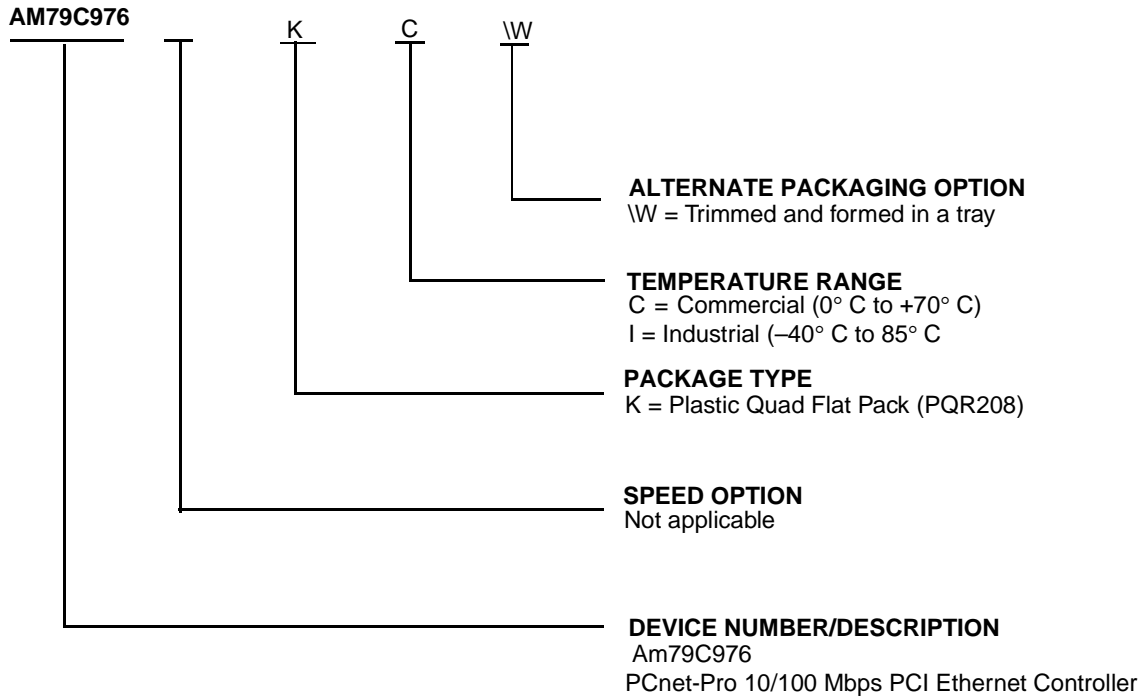 AM79C976 K C \W
ALTERNATE PACKAGING OPTION
\W = Trimmed and formed in a tray
TEMPERATURE RANGE
C = Commercial (0° C to +70° C)
I = Industrial (–40° C to 85° C
PACKAGE TYPE
K = Plastic Quad Flat Pack (PQR208)
SPEED OPTION
Not applicable
DEVICE NUMBER/DESCRIPTION
Am79C976
PCnet-Pro 10/100 Mbps PCI Ethernet Controller